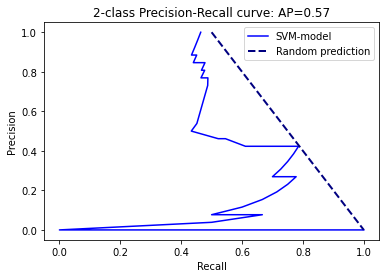 2-class Precision-Recall curve: AP=0.57
SVM-model
Random prediction
Precision
1.0
0.8
0.6
0.4
0.2
0.0
0.0 0.2 0.4 0.6 0.8 1.0
Recall